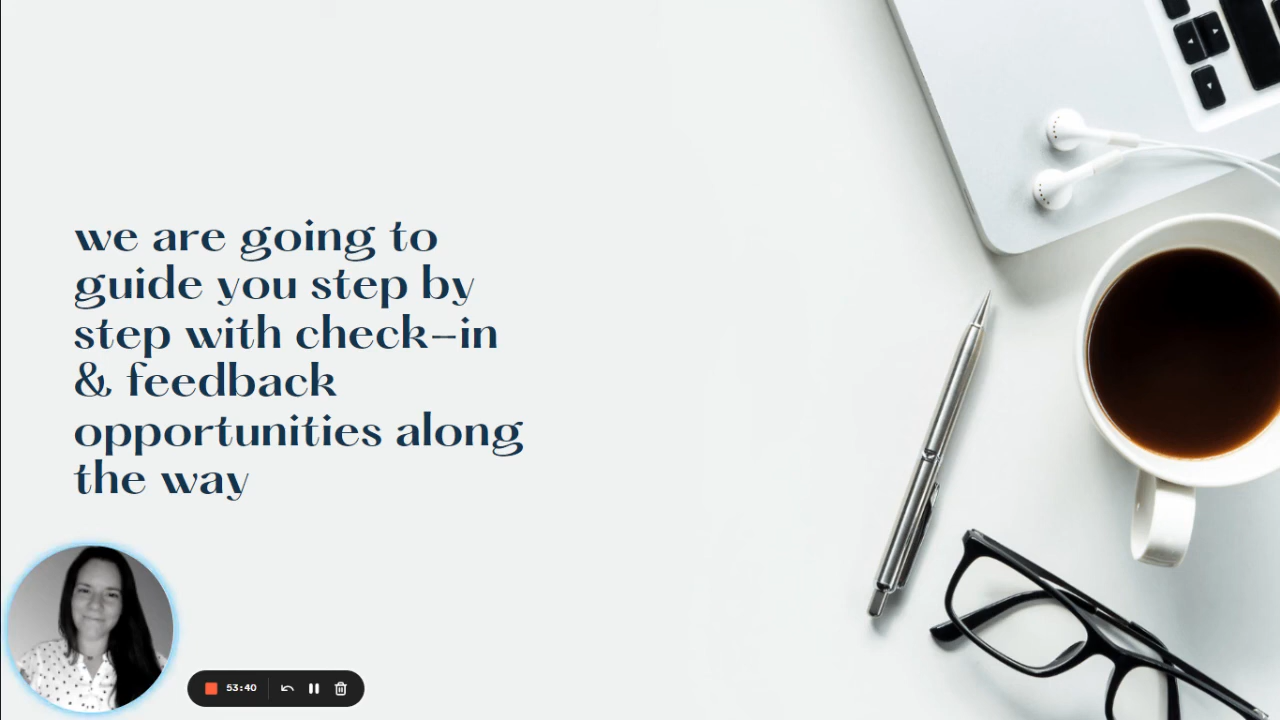 we are going to
guide you step by
step with check-in
& feedback
opportunities along
the way
53:40